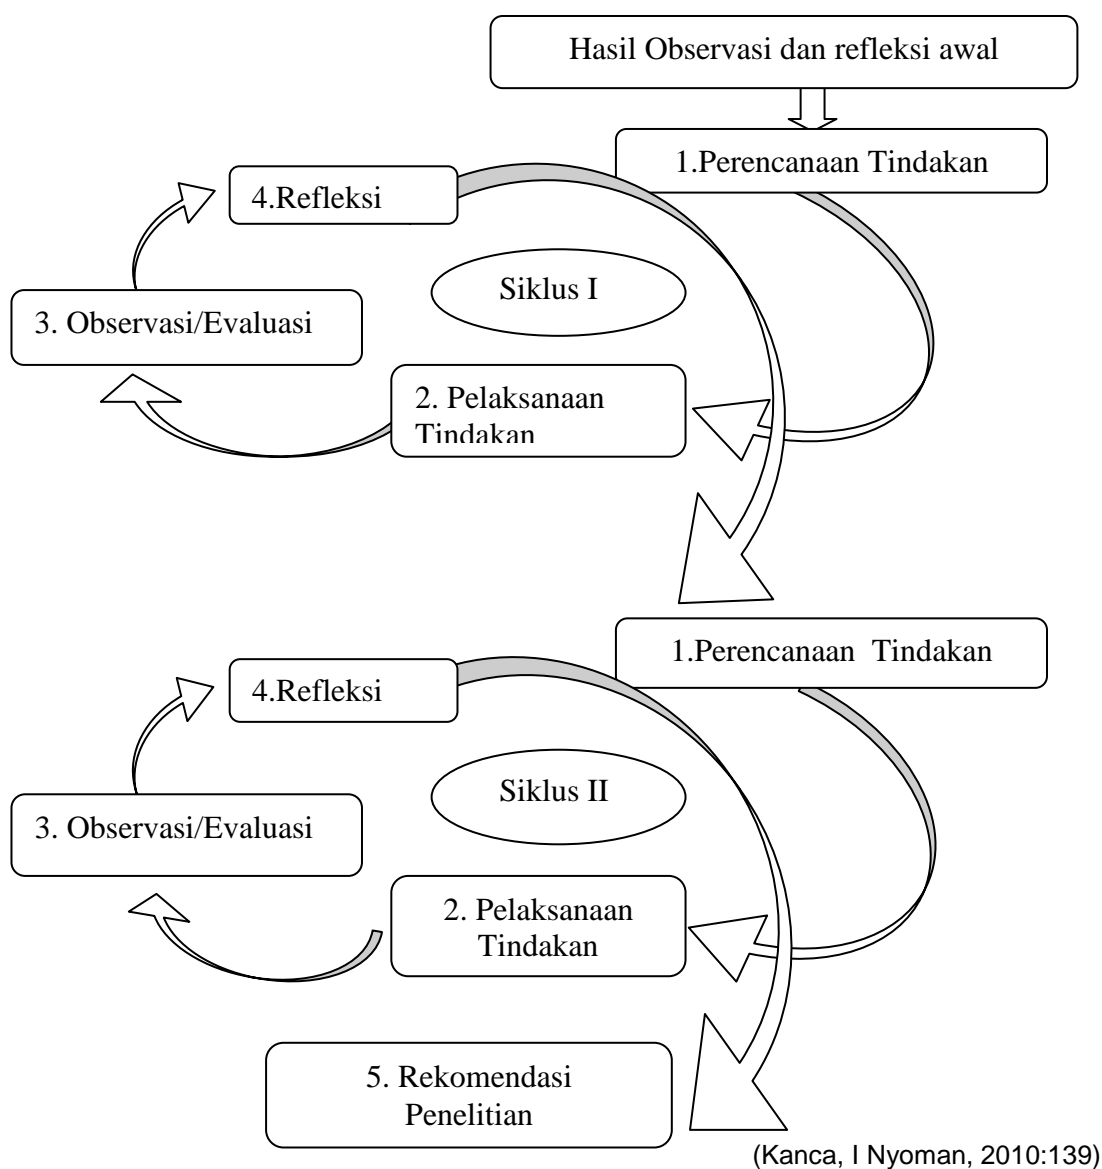 Hasil Observasi dan refleksi awal
1.Perencanaan Tindakan
4.Refleksi
Siklus I
3. Observasi/Evaluasi
2. Pelaksanaan
Tindakan
1.Perencanaan Tindakan
4.Refleksi
Siklus II
3. Observasi/Evaluasi
2. Pelaksanaan
Tindakan
5. Rekomendasi
Penelitian
(Kanca, I Nyoman, 2010:139)